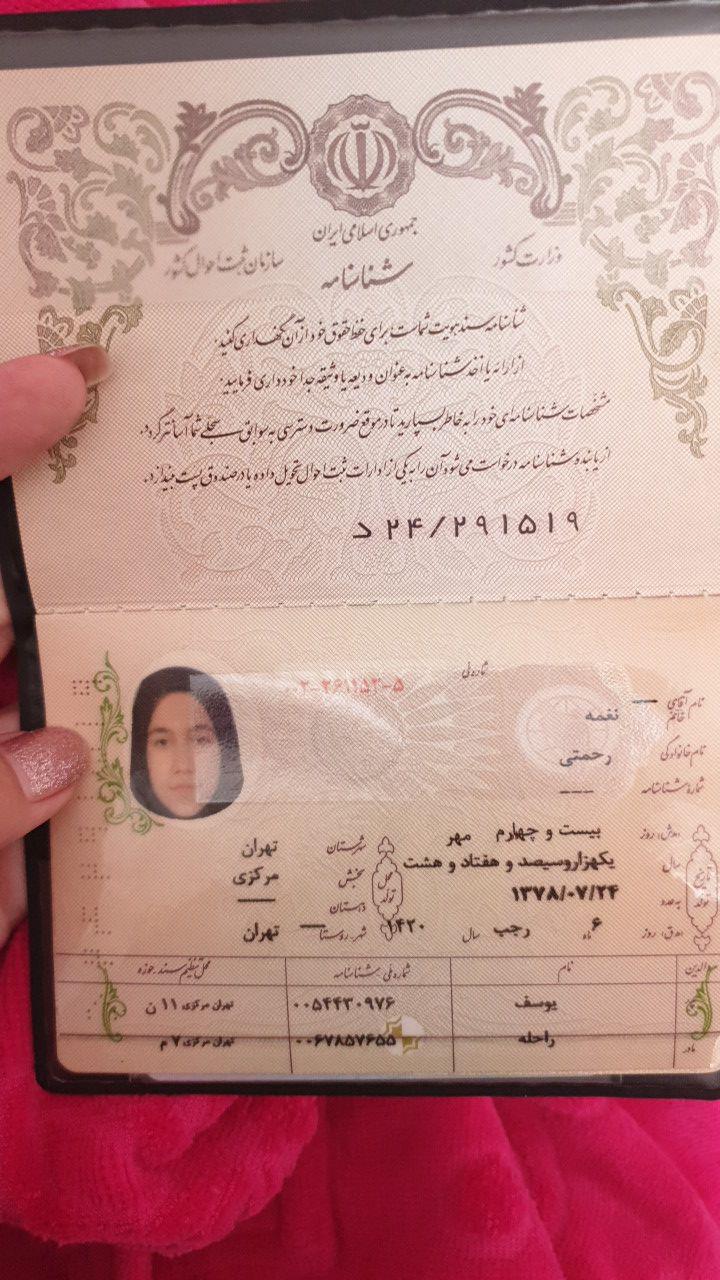 جمهوری اسلامی ایران
وزارت کشور
سازمان ثبت احوال کشور
شناسنامه
شناسنامه سند هویت شماست برای حفظ حقوق خود از آن نگهداری کنید.
از ارائه یا اخذ شناسنامه به عنوان ودیعه یا وثیقه جداً خودداری فرمایید.
مشخصات شناسنامه‌ای خود را به خاطر بسپارید تا در موقع ضرورت دسترسی به سوابق سجلی شما آسانتر گردد.
از یابنده شناسنامه درخواست می‌شود آن را به یکی از ادارات ثبت احوال تحویل داده یا در صندوق پست بیندازد.
د ۲۴/۲۹۱۵۱۹
شماره ملی
۰۰۲-۲۶۱۱۵۲-۵
نام آقای خانم — نغمه
نام خانوادگی رحمتی
شماره شناسنامه ---
تاریخ تولد
ه‍.ش: روز بیست و چهارم مهر
سال یکهزاروسیصد و هفتاد و هشت
به عدد ۱۳۷۸/۰۷/۲۴
ه‍.ق: روز ۶ ماه رجب سال ۱۴۲۰
محل تولد
شهرستان تهران
بخش مرکزی
دهستان —
شهر، روستا — تهران
والدین نام شماره ملی شناسنامه محل تنظیم سند حوزه
یوسف ۰۰۵۴۴۳۰۹۷۶ تهران مرکزی ۱۱ ن
مادر راحله ۰۰۶۷۸۵۷۶۵۵ تهران مرکزی ۷ م